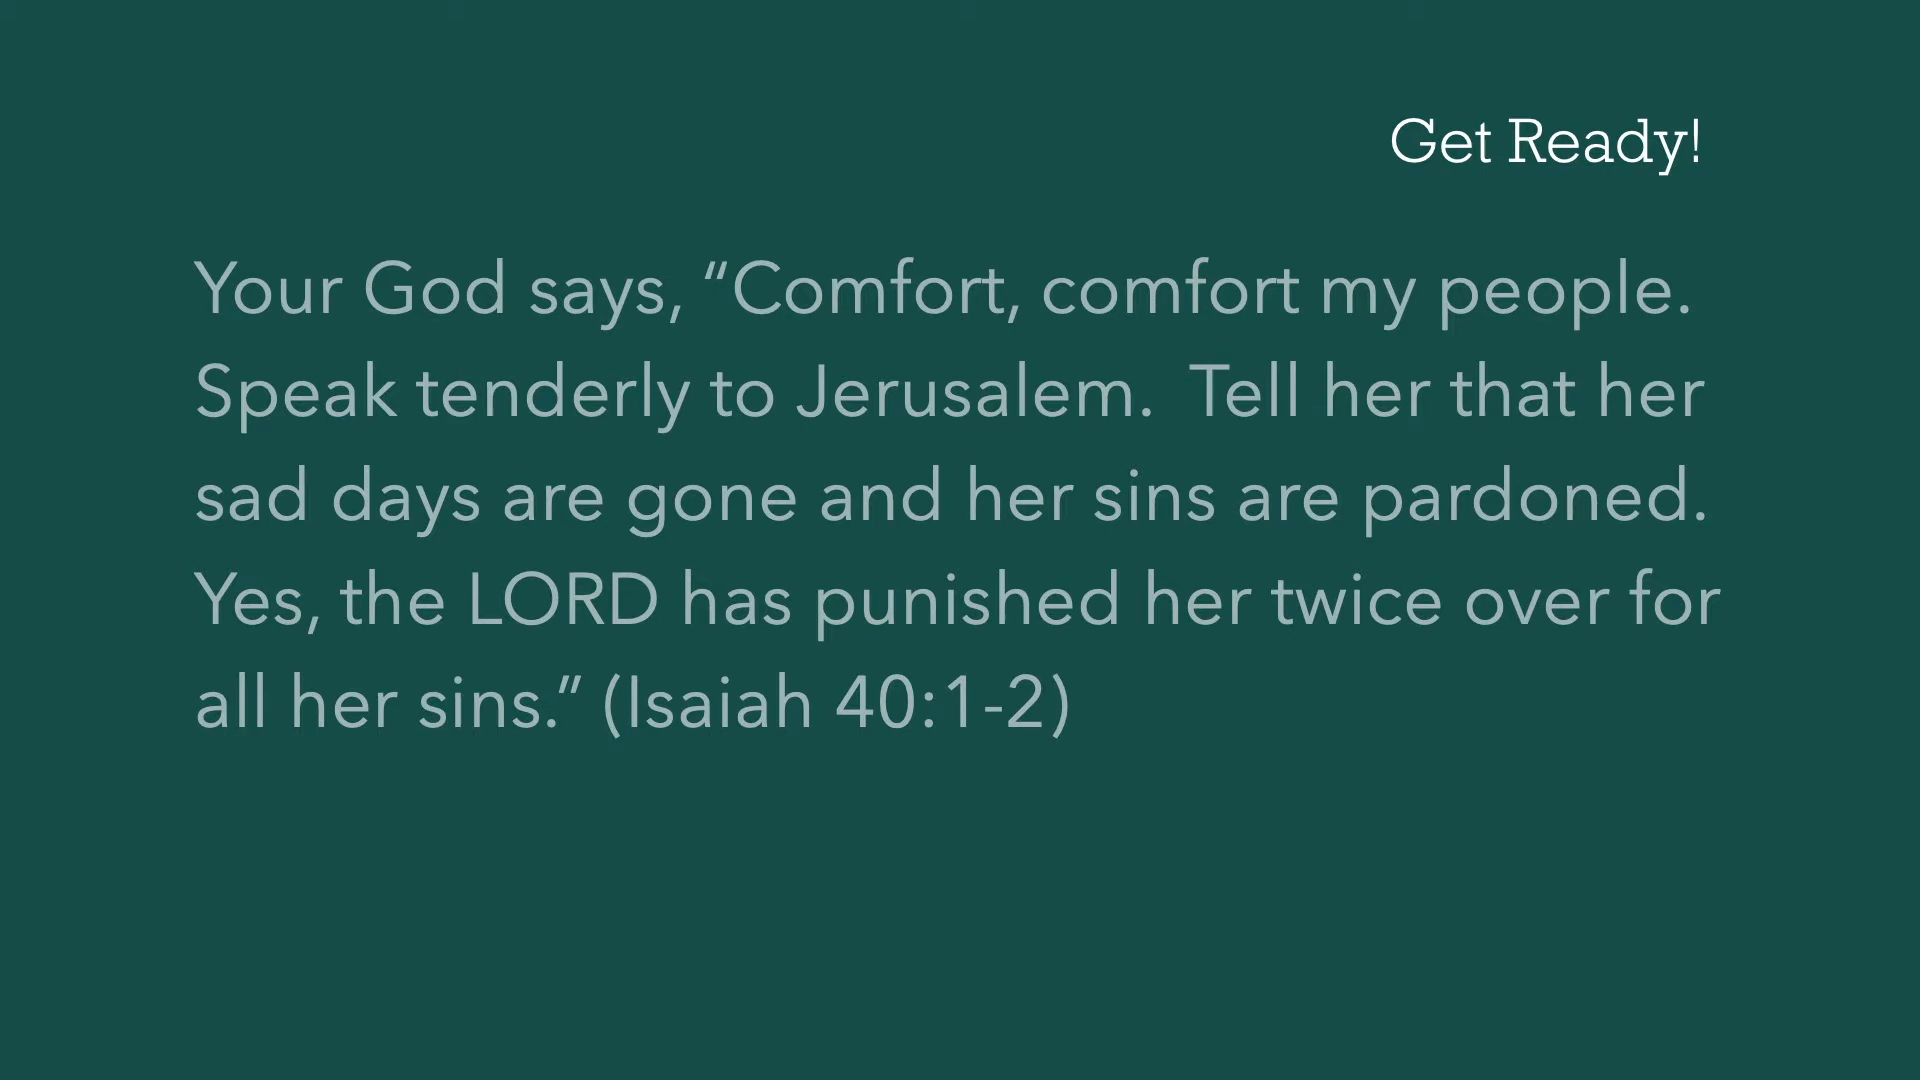 Get Ready!
Your God says, “Comfort, comfort my people.
Speak tenderly to Jerusalem.  Tell her that her
sad days are gone and her sins are pardoned.
Yes, the LORD has punished her twice over for
all her sins.” (Isaiah 40:1-2)